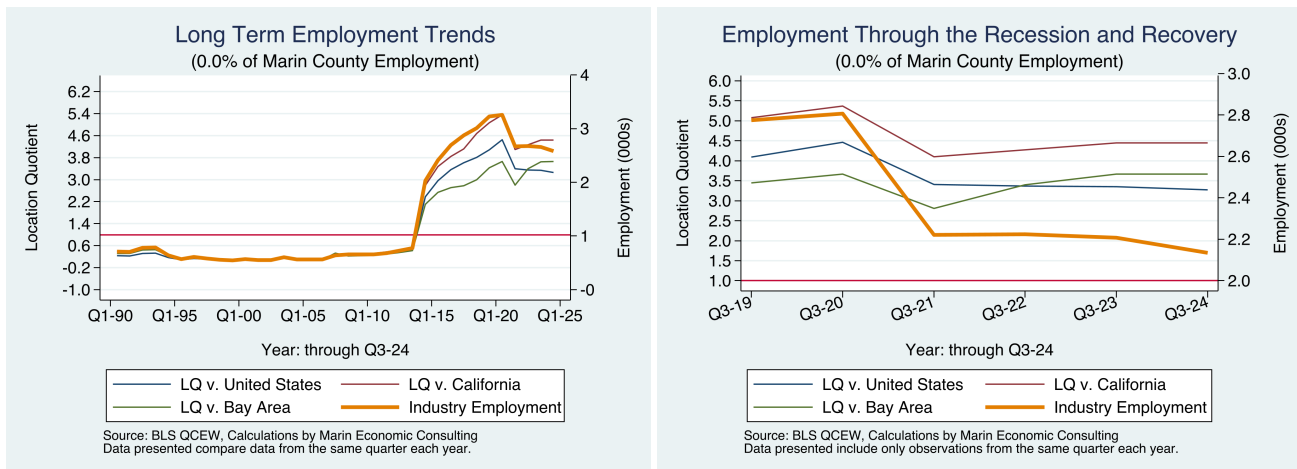 Long Term Employment Trends
(0.0% of Marin County Employment)
Location Quotient
6.2
5.4
4.6
3.8
3.0
2.2
1.4
0.6
-0.2
-1.0
4
3
2
1
-0
Employment (000s)
Q1-90 Q1-95 Q1-00 Q1-05 Q1-10 Q1-15 Q1-20 Q1-25
Year: through Q3-24
LQ v. United States LQ v. California
LQ v. Bay Area Industry Employment
Source: BLS QCEW, Calculations by Marin Economic Consulting
Data presented compare data from the same quarter each year.
Employment Through the Recession and Recovery
(0.0% of Marin County Employment)
Location Quotient
6.0
5.5
5.0
4.5
4.0
3.5
3.0
2.5
2.0
1.5
1.0
3.0
2.8
2.6
2.4
2.2
2.0
Employment (000s)
Q3-19 Q3-20 Q3-21 Q3-22 Q3-23 Q3-24
Year: through Q3-24
LQ v. United States LQ v. California
LQ v. Bay Area Industry Employment
Source: BLS QCEW, Calculations by Marin Economic Consulting
Data presented include only observations from the same quarter each year.